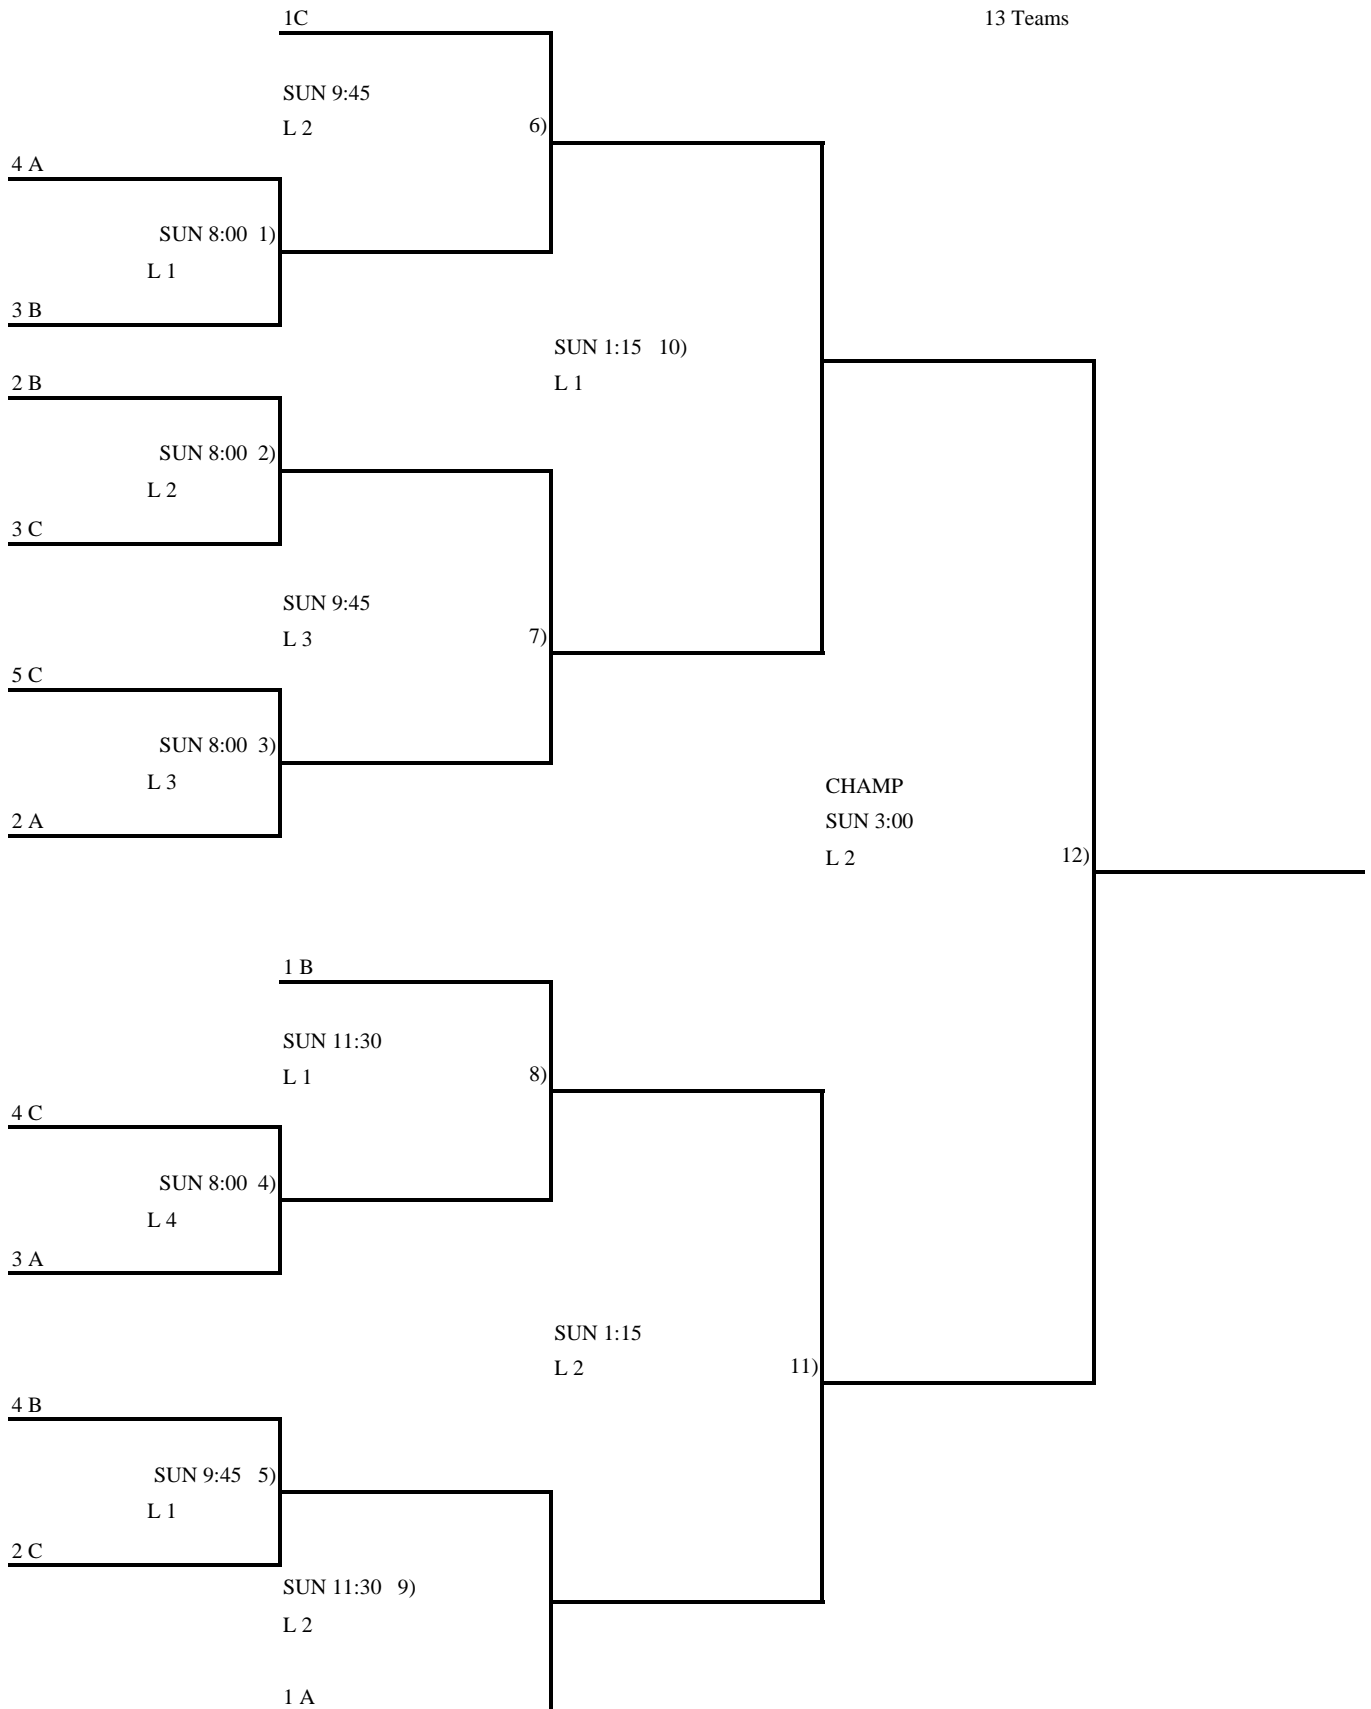 1C
13 Teams
SUN 9:45
L 2
6)
4 A
SUN 8:00 1)
L 1
3 B
SUN 1:15 10)
L 1
2 B
SUN 8:00 2)
L 2
3 C
SUN 9:45
L 3
7)
5 C
SUN 8:00 3)
L 3
2 A
CHAMP
SUN 3:00
L 2
12)
1 B
SUN 11:30
L 1
8)
4 C
SUN 8:00 4)
L 4
3 A
SUN 1:15
L 2
11)
4 B
SUN 9:45 5)
L 1
2 C
SUN 11:30 9)
L 2
1 A